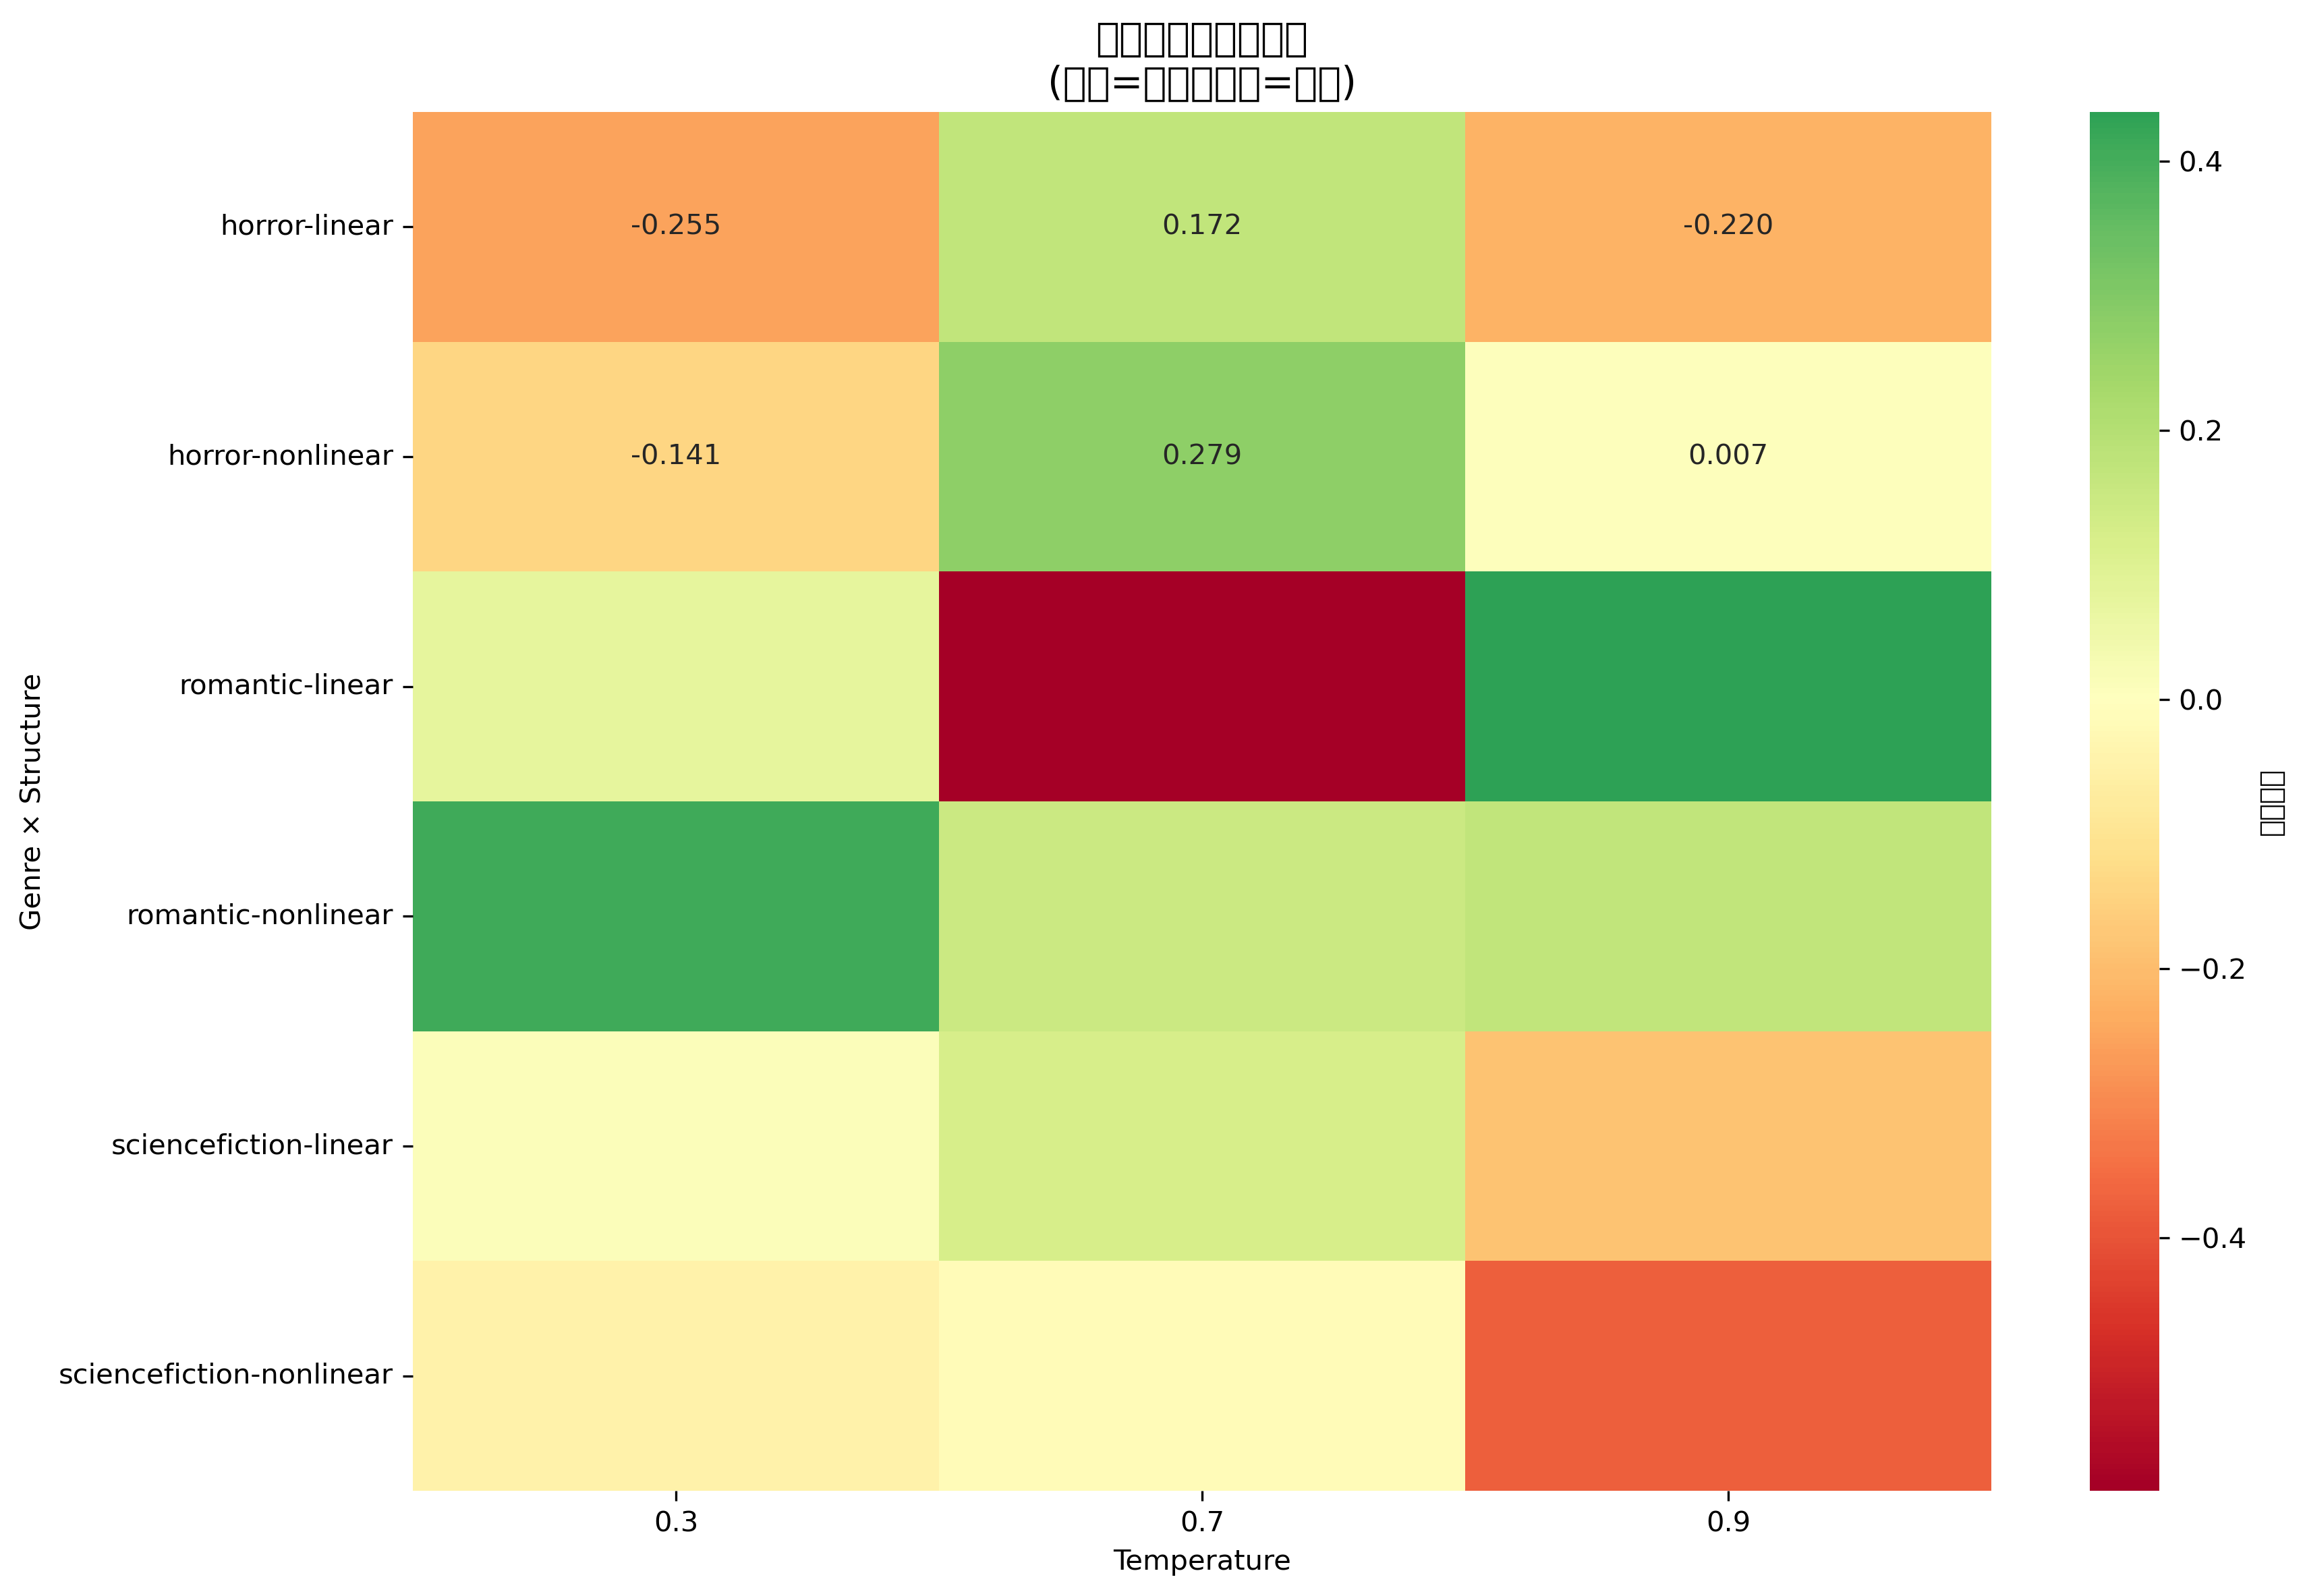 (=，=)
horror-linear
-0.255
0.172
-0.220
horror-nonlinear
-0.141
0.279
0.007
romantic-linear
romantic-nonlinear
sciencefiction-linear
sciencefiction-nonlinear
Genre × Structure
0.3
0.7
0.9
Temperature
0.4
0.2
0.0
−0.2
−0.4